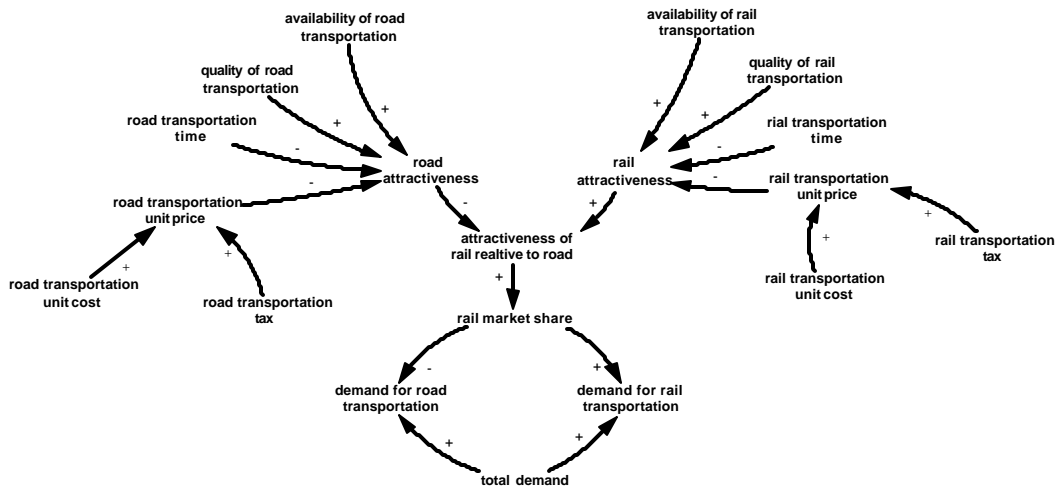 availability of road
transportation
availability of rail
transportation
quality of road
transportation
quality of rail
transportation
road transportation
time
rial transportation
time
road
attractiveness
rail
attractiveness
road transportation
unit price
rail transportation
unit price
attractiveness of
rail realtive to road
rail transportation
tax
road transportation
unit cost
road transportation
tax
rail transportation
unit cost
rail market share
demand for road
transportation
demand for rail
transportation
total demand
+
+
+
+
-
-
-
-
-
+
+
+
+
+
+
-
+
+
+